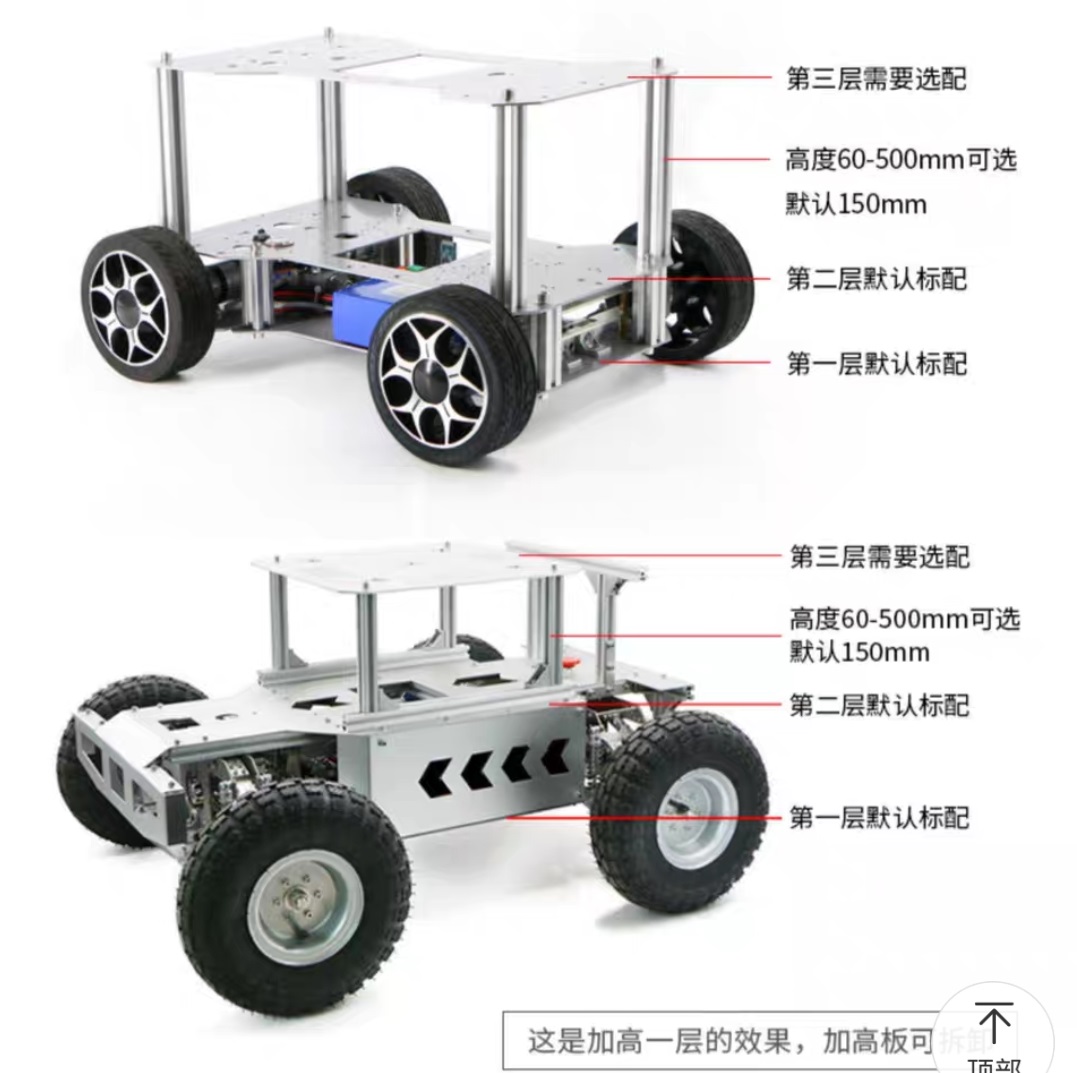 第三层需要选配
高度60-500mm可选
默认150mm
第二层默认标配
第一层默认标配
第三层需要选配
高度60-500mm可选
默认150mm
第二层默认标配
第一层默认标配
这是加高一层的效果，加高板可拆卸
顶部